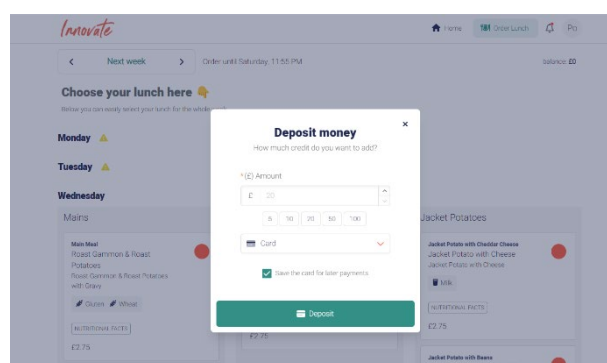 Innovate
Home
Order Lunch
Po
Next week
Order until Saturday, 11:55 PM
balance: £0
Choose your lunch here
Below you can easily select your lunch for the whole
Monday
Tuesday
Wednesday
Mains
Main Meal
Roast Gammon & Roast
Potatoes
Roast Gammon & Roast Potatoes
with Gravy
Gluten
Wheat
NUTRITIONAL FACTS
£2.75
£2.75
Deposit money
How much credit do you want to add?
* (£) Amount
£ 20
5 10 20 50 100
Card
Save the card for later payments
Deposit
Jacket Potatoes
Jacket Potato with Cheddar Cheese
Jacket Potato with Cheese
Jacket Potato with Cheese
Milk
NUTRITIONAL FACTS
£2.75
Jacket Potato with Beans